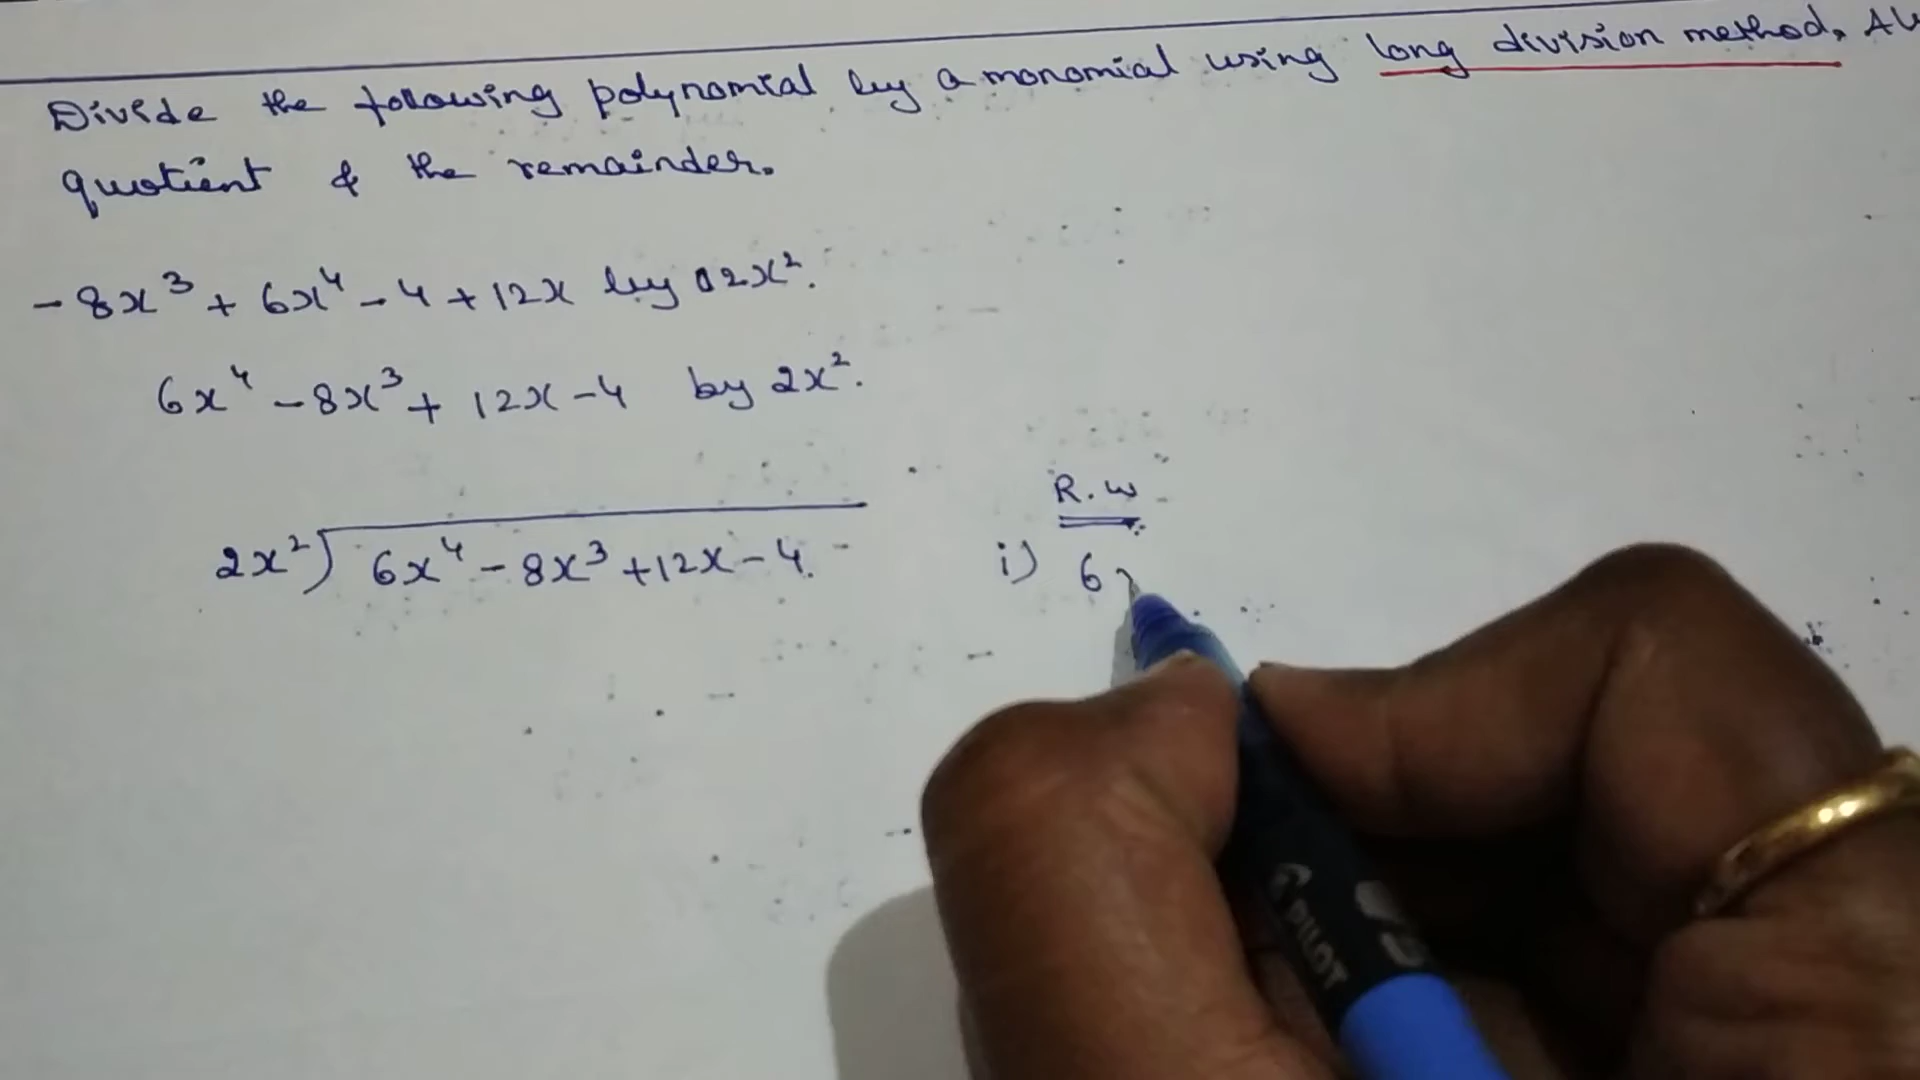 Divide the following polynomial by a monomial using long division method.
quotient & the remainder.
-8x³ + 6x⁴ - 4 + 12x by 2x².
6x⁴ - 8x³ + 12x - 4 by 2x².
R.W
2x²) 6x⁴ - 8x³ + 12x - 4.
i) 6
PILOT